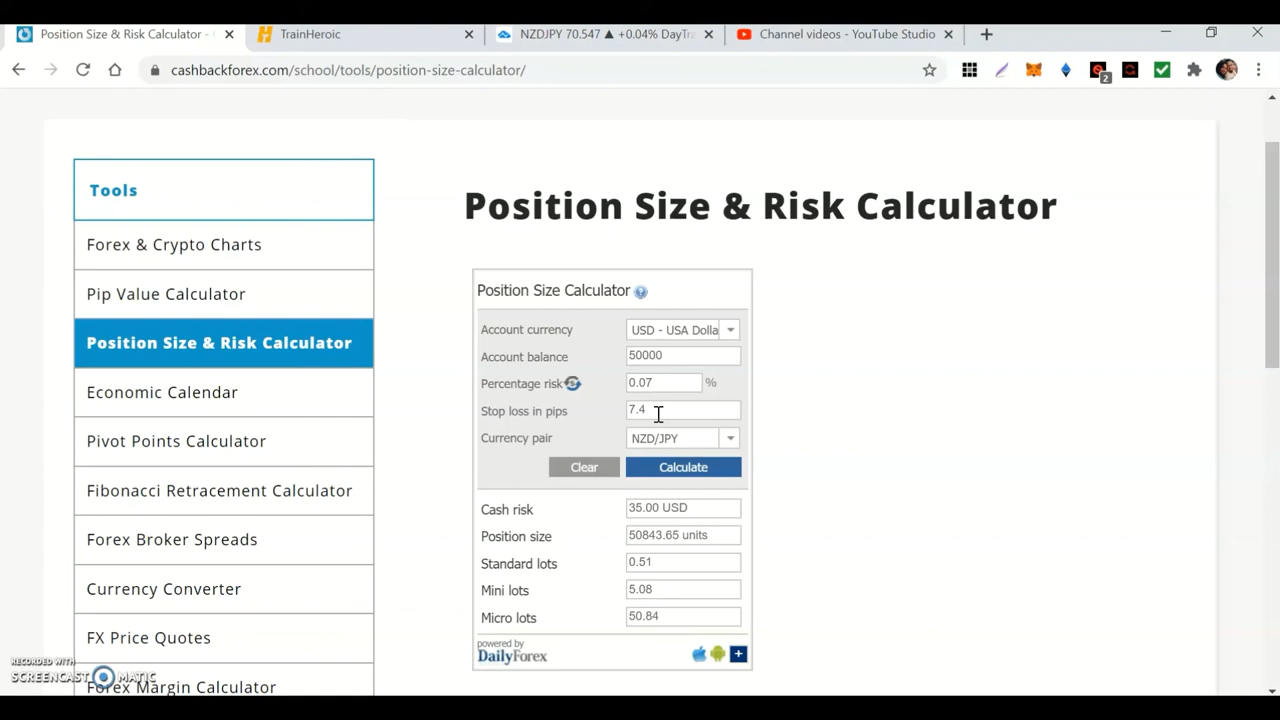 Position Size & Risk Calculator -
TrainHeroic
NZDJPY 70.547 ▲ +0.04% DayTr
Channel videos - YouTube Studio
cashbackforex.com/school/tools/position-size-calculator/
2
Tools
Forex & Crypto Charts
Pip Value Calculator
Position Size & Risk Calculator
Economic Calendar
Pivot Points Calculator
Fibonacci Retracement Calculator
Forex Broker Spreads
Currency Converter
FX Price Quotes
Forex Margin Calculator
Position Size & Risk Calculator
Position Size Calculator
Account currency USD - USA Dolla
Account balance 50000
Percentage risk 0.07 %
Stop loss in pips 7.4
Currency pair NZD/JPY
Clear Calculate
Cash risk 35.00 USD
Position size 50843.65 units
Standard lots 0.51
Mini lots 5.08
Micro lots 50.84
powered by
DailyForex
RECORDED WITH
SCREENCAST MATIC